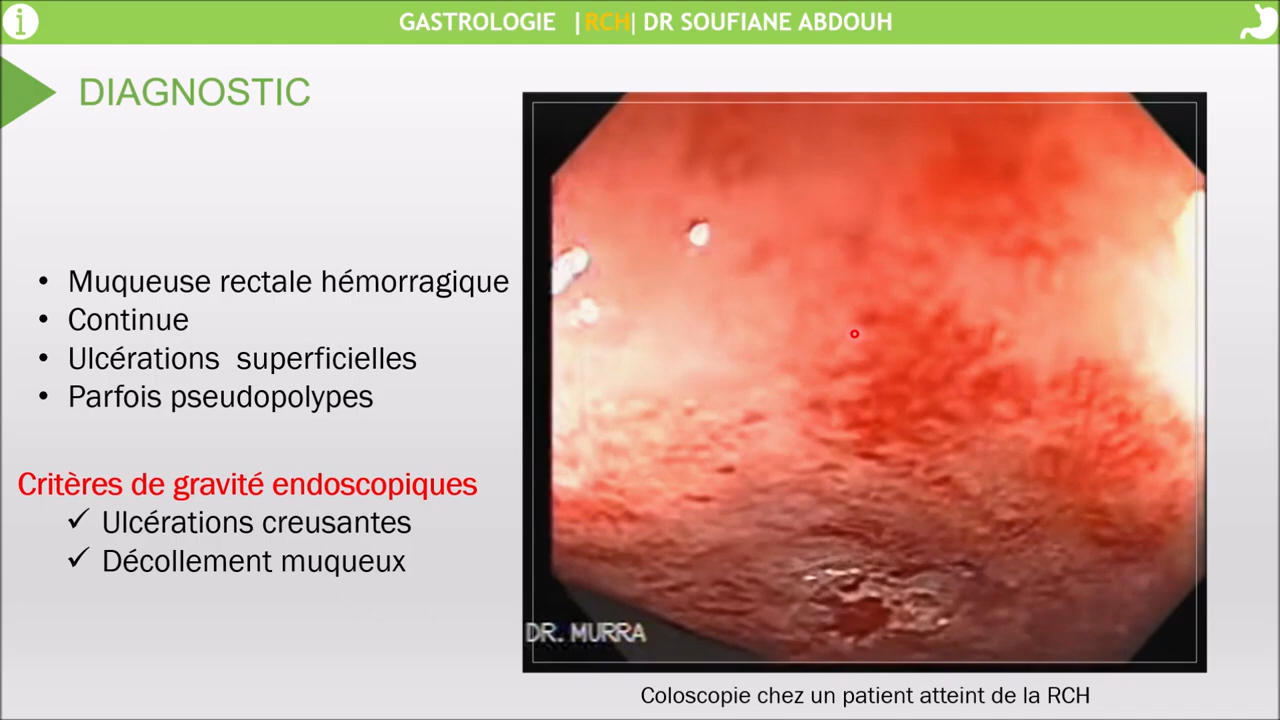 GASTROLOGIE |RCH| DR SOUFIANE ABDOUH
DIAGNOSTIC
• Muqueuse rectale hémorragique
• Continue
• Ulcérations superficielles
• Parfois pseudopolypes
Critères de gravité endoscopiques
✓ Ulcérations creusantes
✓ Décollement muqueux
DR. MURRA
Coloscopie chez un patient atteint de la RCH